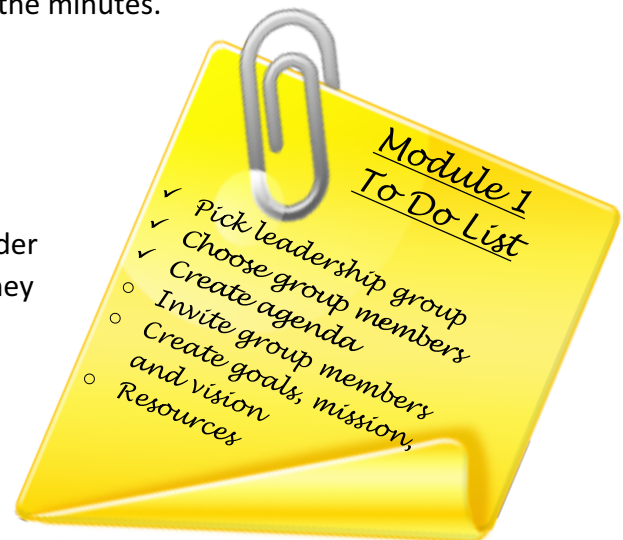 the minutes.
Module 1
To Do List
✓ Pick leadership group
✓ Choose group members
✓ Create agenda
○ Invite group members
○ Create goals, mission,
and vision
○ Resources